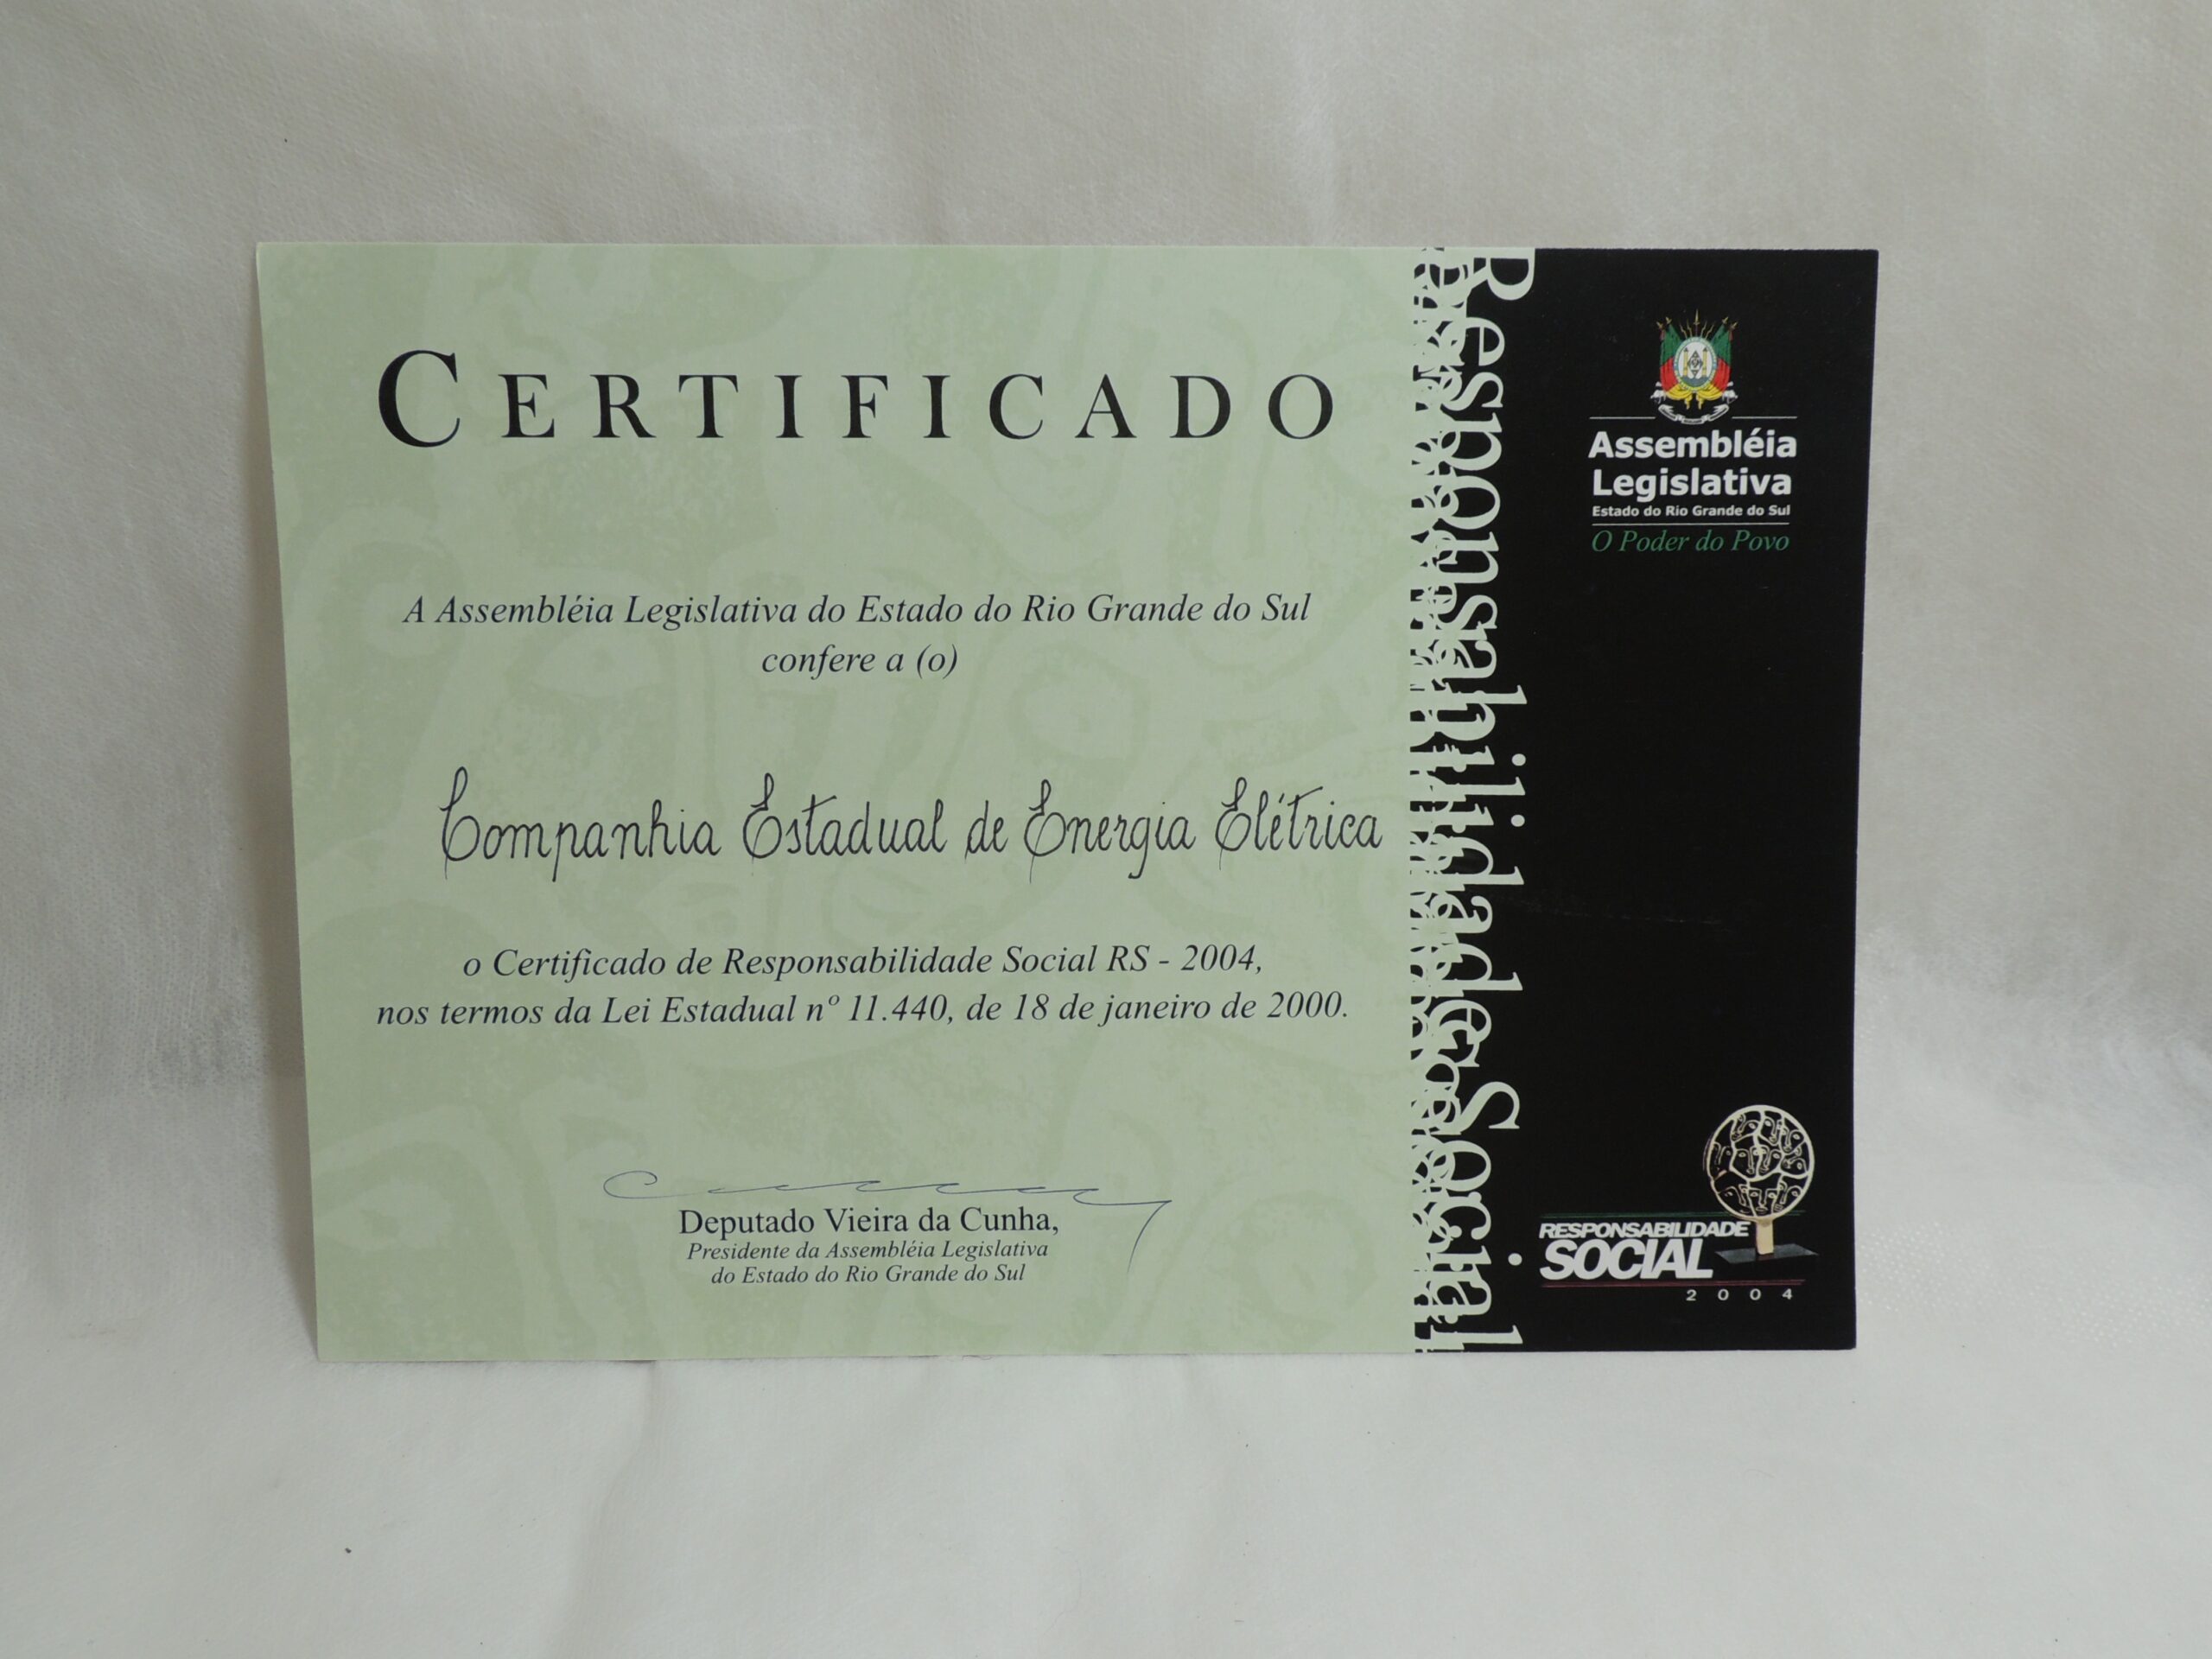 CERTIFICADO
A Assembléia Legislativa do Estado do Rio Grande do Sul
confere a (o)
Companhia Estadual de Energia Elétrica
o Certificado de Responsabilidade Social RS - 2004,
nos termos da Lei Estadual nº 11.440, de 18 de janeiro de 2000.
Deputado Vieira da Cunha,
Presidente da Assembléia Legislativa
do Estado do Rio Grande do Sul
Responsabilidade Social
Assembléia
Legislativa
Estado do Rio Grande do Sul
O Poder do Povo
RESPONSABILIDADE
SOCIAL
2004